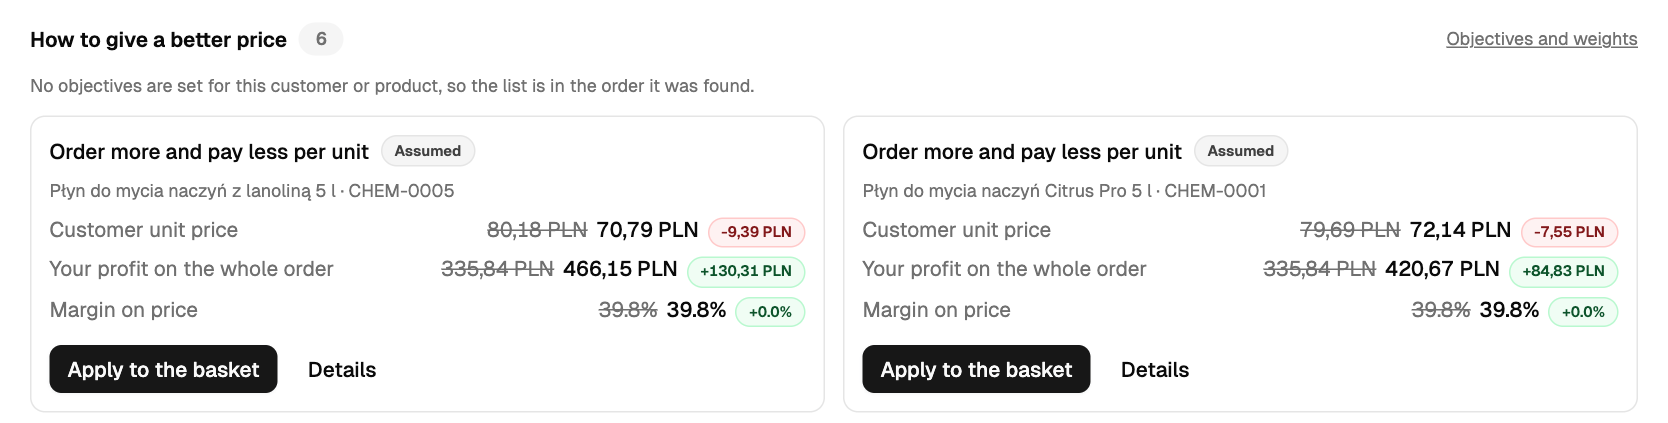 How to give a better price 6
Objectives and weights
No objectives are set for this customer or product, so the list is in the order it was found.
Order more and pay less per unit Assumed
Płyn do mycia naczyń z lanoliną 5 l · CHEM-0005
Customer unit price 80,18 PLN 70,79 PLN -9,39 PLN
Your profit on the whole order 335,84 PLN 466,15 PLN +130,31 PLN
Margin on price 39.8% 39.8% +0.0%
Apply to the basket Details
Order more and pay less per unit Assumed
Płyn do mycia naczyń Citrus Pro 5 l · CHEM-0001
Customer unit price 79,69 PLN 72,14 PLN -7,55 PLN
Your profit on the whole order 335,84 PLN 420,67 PLN +84,83 PLN
Margin on price 39.8% 39.8% +0.0%
Apply to the basket Details